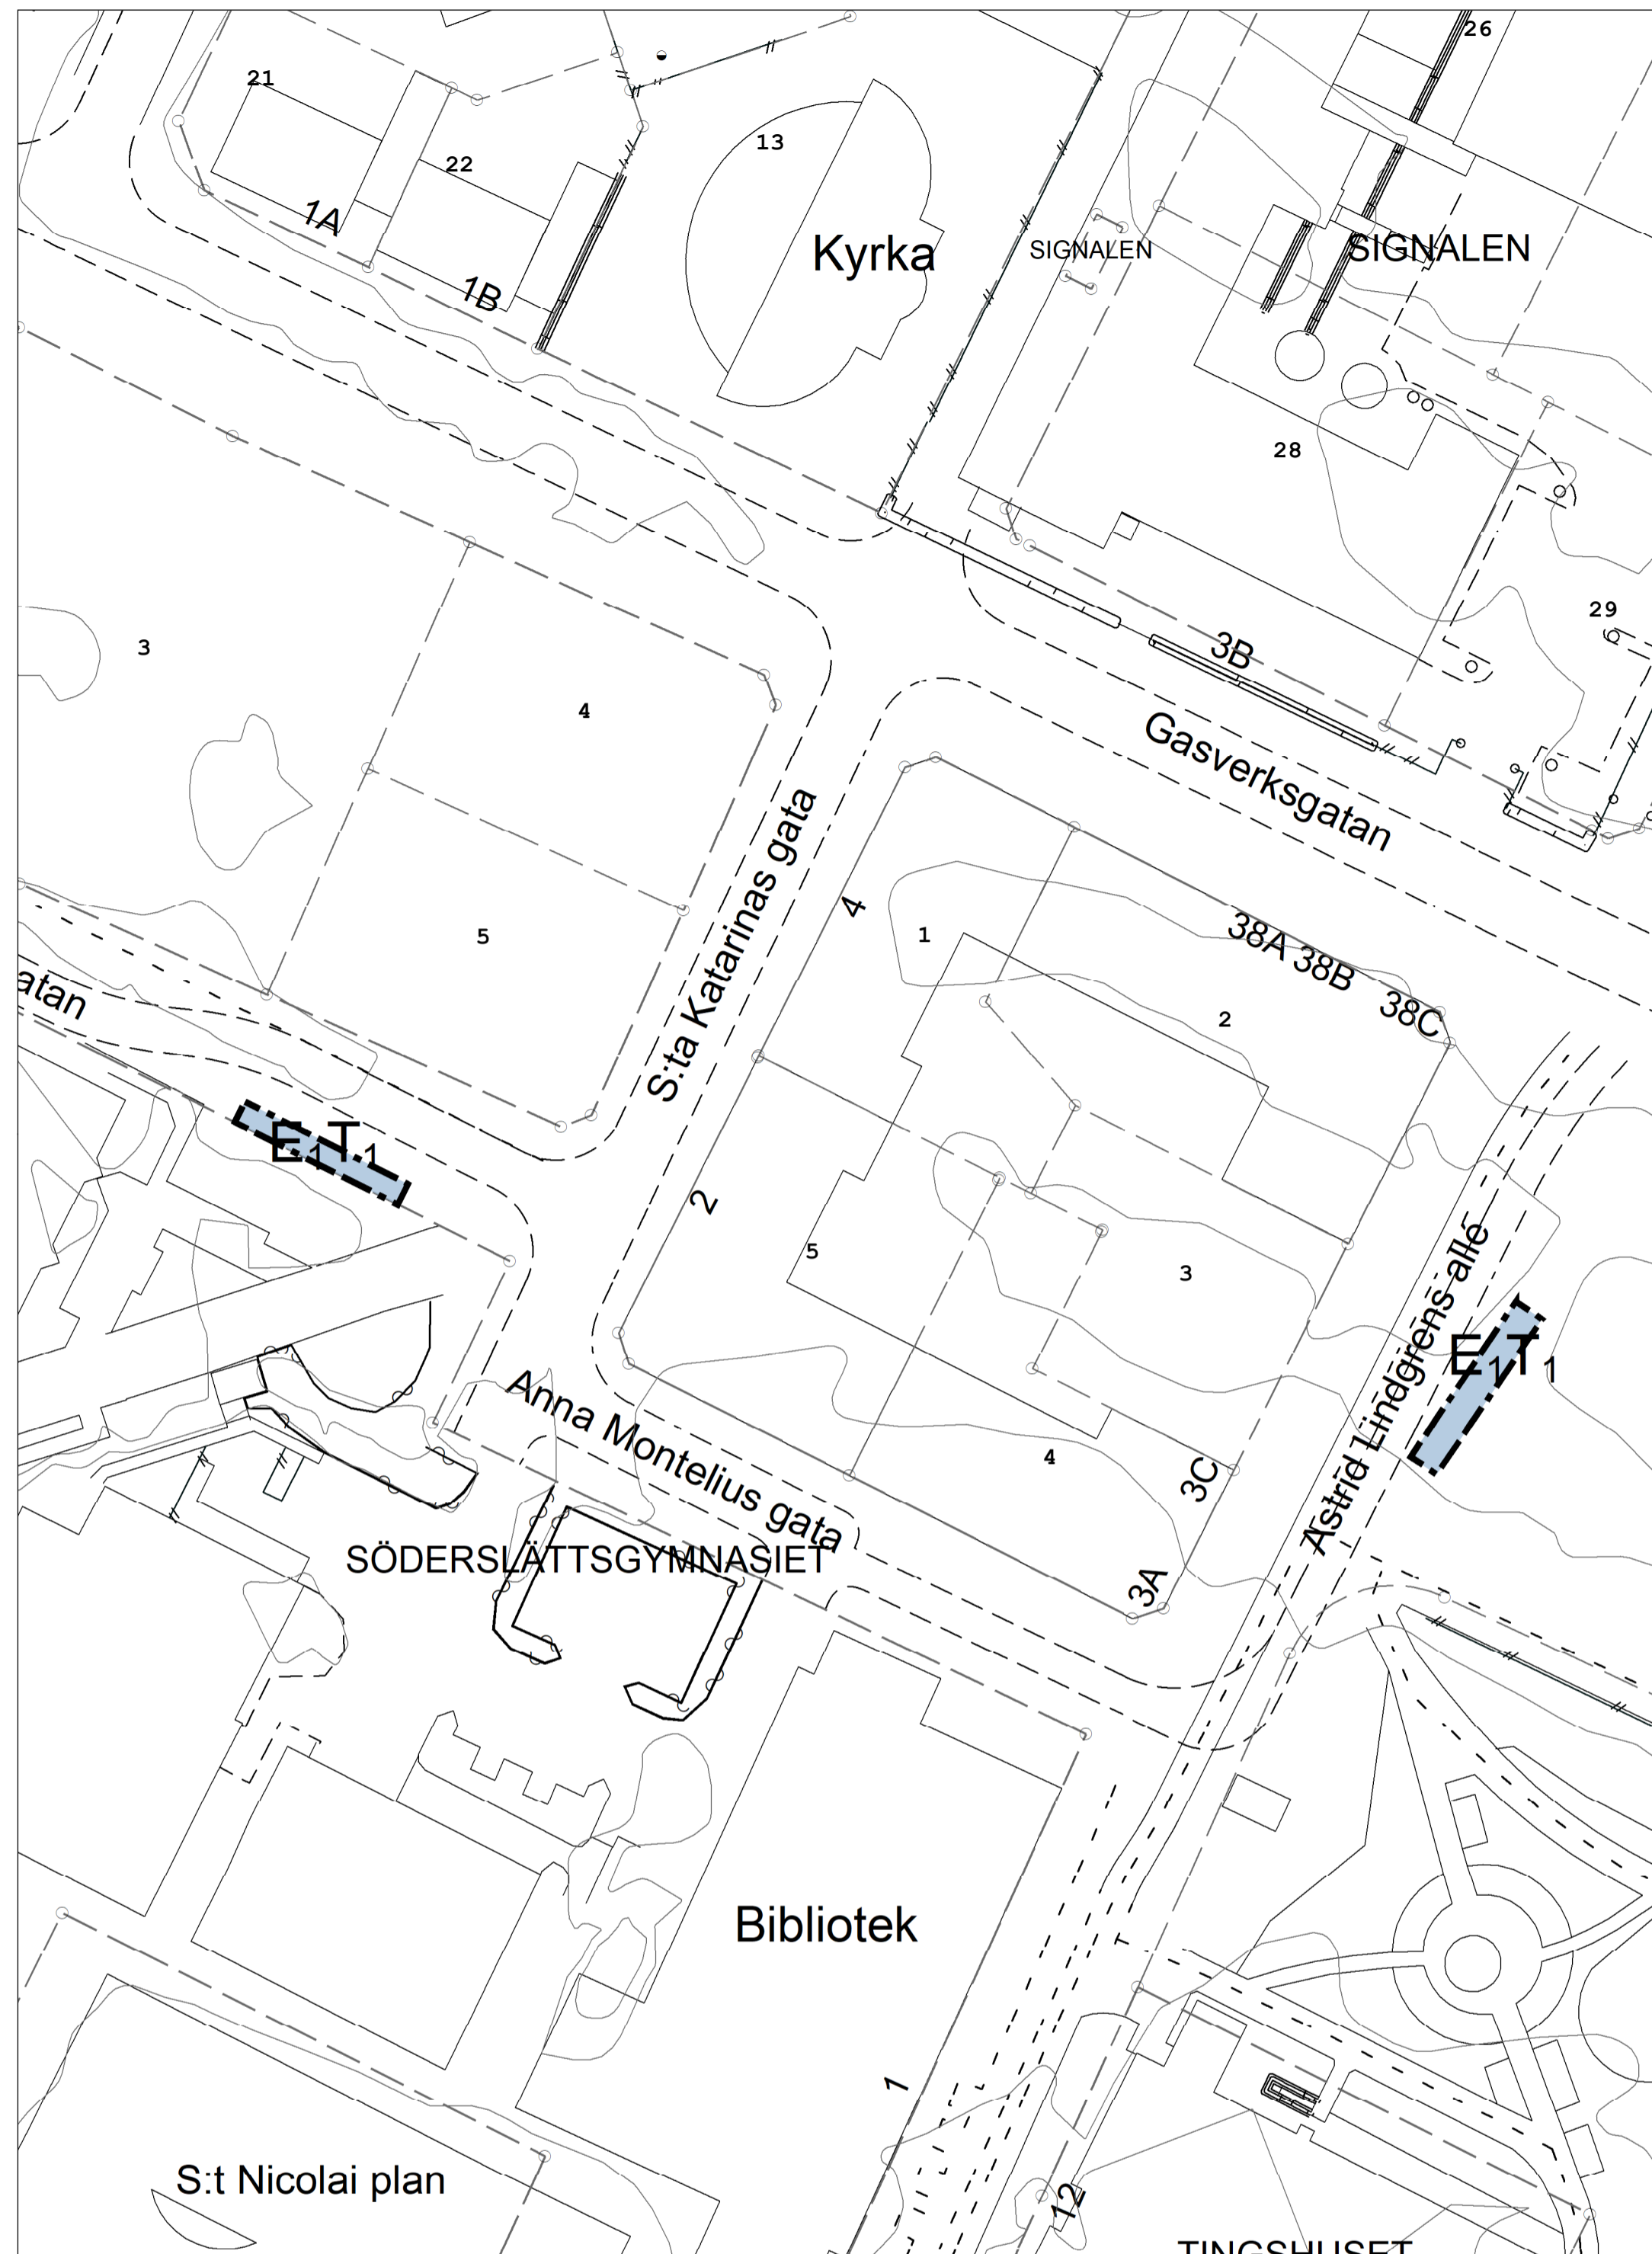 26
21
13
22
1A
Kyrka
SIGNALEN
SIGNALEN
1B
28
29
3
3B
4
Gasverksgatan
4
1
38A 38B
5
38C
atan
2
S:ta Katarinas gata
E1T1
2
5
3
Astrid Lindgrens allé
E1T1
Anna Montelius gata
4
3C
SÖDERSLÄTTSGYMNASIET
3A
Bibliotek
1
S:t Nicolai plan
12
TINGSHUSET